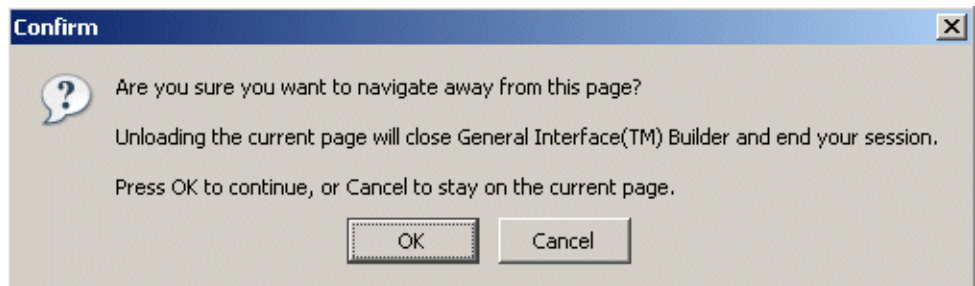 Confirm
Are you sure you want to navigate away from this page?
Unloading the current page will close General Interface(TM) Builder and end your session.
Press OK to continue, or Cancel to stay on the current page.
OK
Cancel